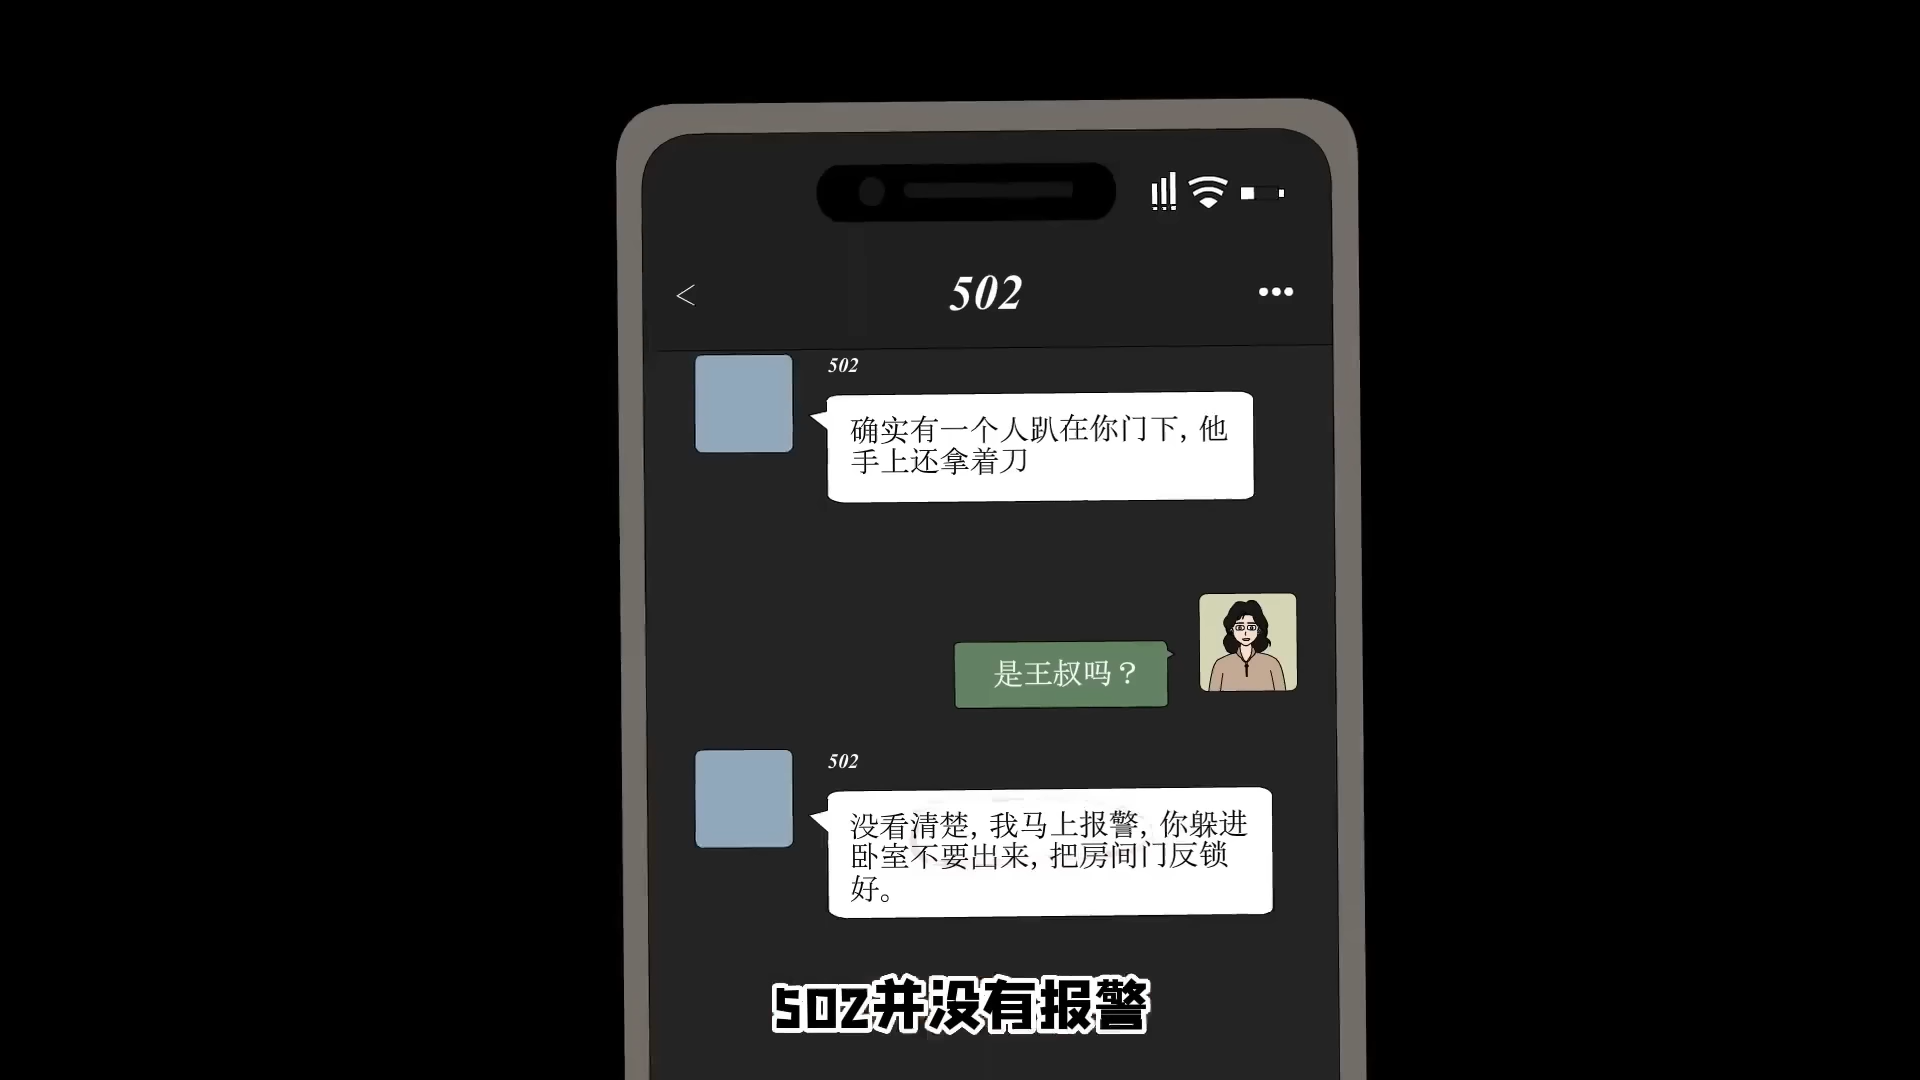 502
502
确实有一个人趴在你门下, 他
手上还拿着刀
是王叔吗？
502
没看清楚, 我马上报警, 你躲进
卧室不要出来, 把房间门反锁
好。
502并没有报警